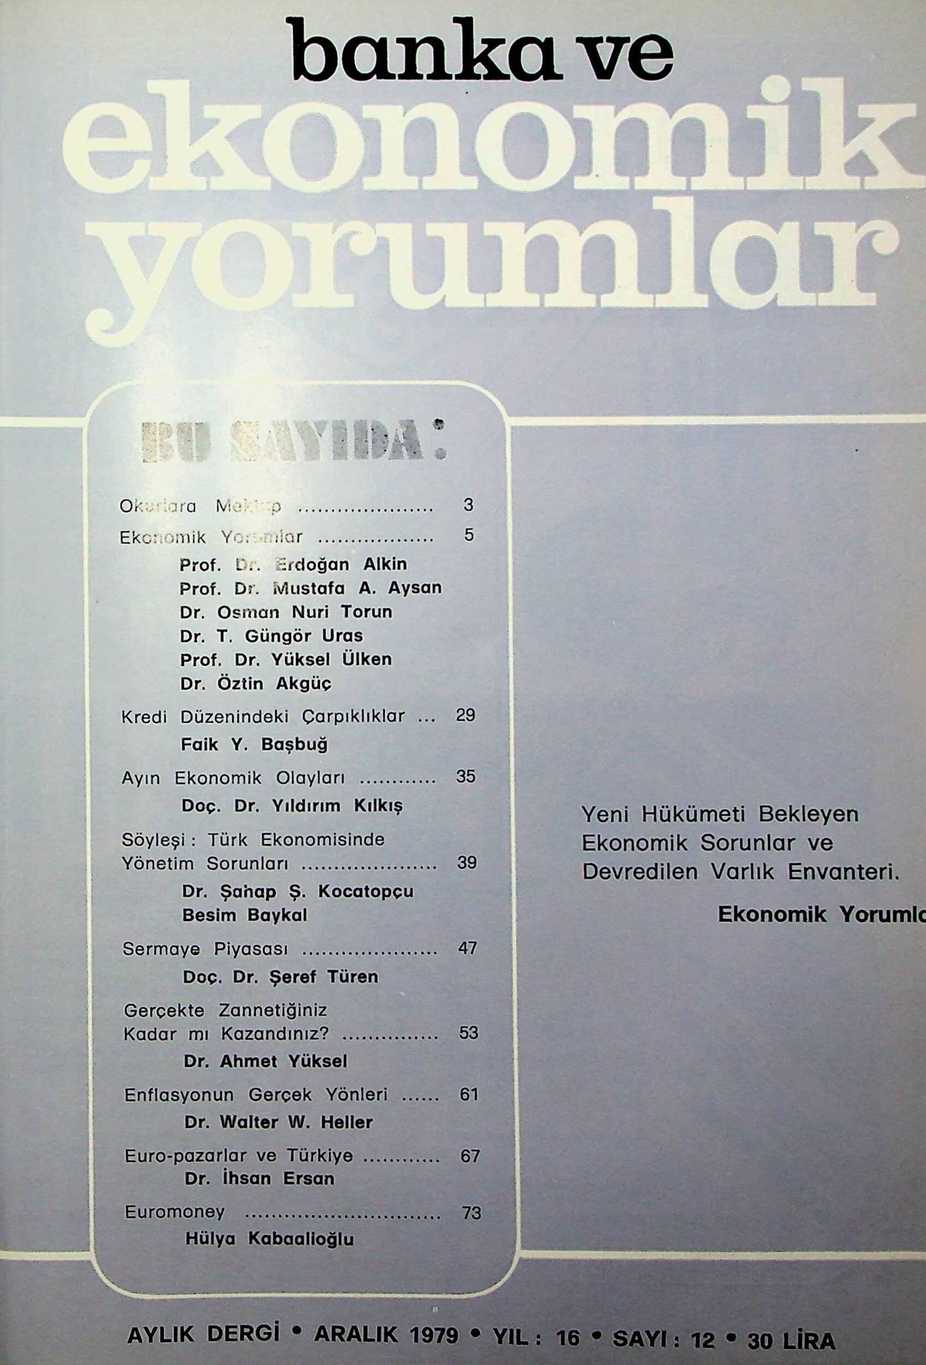 banka ve
ekonomik
yorumlar
BU SAYIDA:
Okurlara Mektup ..................... 3
Ekonomik Yorumlar .................. 5
Prof. Dr. Erdoğan Alkin
Prof. Dr. Mustafa A. Aysan
Dr. Osman Nuri Torun
Dr. T. Güngör Uras
Prof. Dr. Yüksel Ülken
Dr. Öztin Akgüç
Kredi Düzenindeki Çarpıklıklar ... 29
Faik Y. Başbuğ
Ayın Ekonomik Olayları ............ 35
Doç. Dr. Yıldırım Kılkış
Söyleşi : Türk Ekonomisinde
Yönetim Sorunları ..................... 39
Dr. Şahap Ş. Kocatopçu
Besim Baykal
Sermaye Piyasası ..................... 47
Doç. Dr. Şeref Türen
Gerçekte Zannetiğiniz
Kadar mı Kazandınız? ............... 53
Dr. Ahmet Yüksel
Enflasyonun Gerçek Yönleri ...... 61
Dr. Walter W. Heller
Euro-pazarlar ve Türkiye ............ 67
Dr. İhsan Ersan
Euromoney .............................. 73
Hülya Kabaalioğlu
Yeni Hükümeti Bekleyen
Ekonomik Sorunlar ve
Devredilen Varlık Envanteri.
Ekonomik Yorumla
AYLIK DERGİ • ARALIK 1979 • YIL : 16 • SAYI : 12 • 30 LİRA